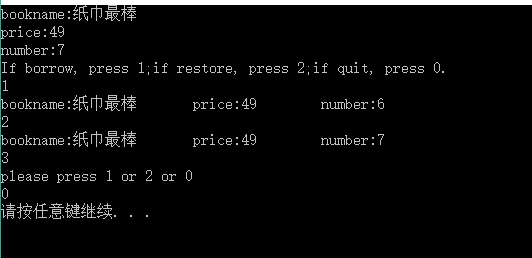 bookname:纸巾最棒
price:49
number:7
If borrow, press 1;if restore, press 2;if quit, press 0.
1
bookname:纸巾最棒 price:49 number:6
2
bookname:纸巾最棒 price:49 number:7
3
please press 1 or 2 or 0
0
请按任意键继续. . .